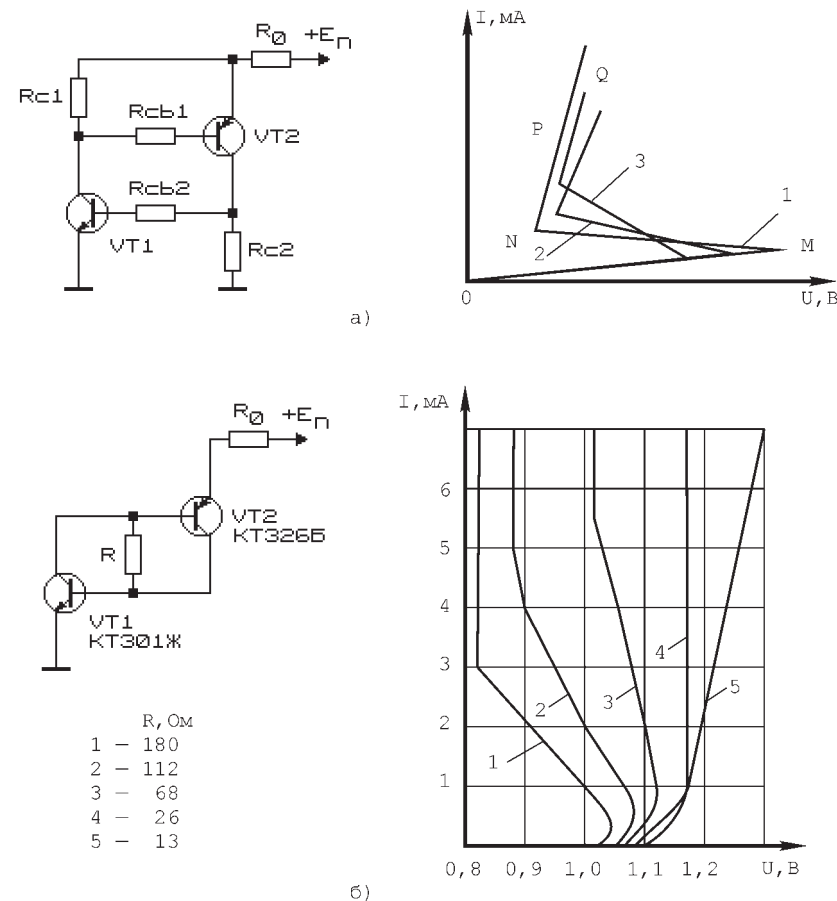 R0 +Eп
Rc1
Rcb1
VT2
Rcb2
VT1
Rc2
I, мА
Q
P
3
1
N
2
M
0
U, В
а)
R0 +Eп
VT2
КТ326Б
R
VT1
КТ301Ж
R, Ом
1 – 180
2 – 112
3 – 68
4 – 26
5 – 13
I, мА
6
5
4
3
2
1
1
2
3
4
5
0,8 0,9 1,0 1,1 1,2 U, В
б)